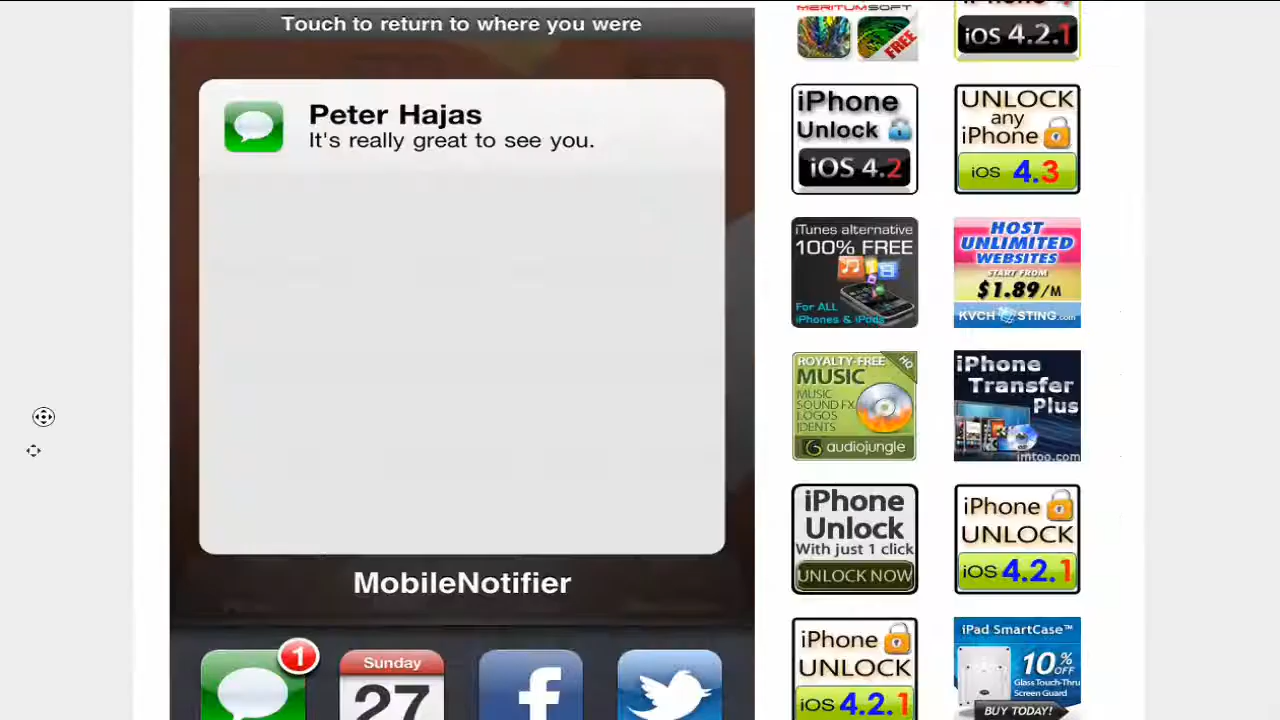 Touch to return to where you were
Peter Hajas
It's really great to see you.
MobileNotifier
1
Sunday
27
MERITUMSOFT
FREE
iPhone
iOS 4.2.1
iPhone
Unlock
iOS 4.2
UNLOCK
any
iPhone
iOS 4.3
iTunes alternative
100% FREE
For ALL
iPhones & iPods
HOST
UNLIMITED
WEBSITES
START FROM
$1.89/M
KVCHOSTING.com
ROYALTY-FREE
HQ
MUSIC
MUSIC
SOUND FX
LOGOS
IDENTS
audiojungle
iPhone
Transfer
Plus
imtoo.com
iPhone
Unlock
With just 1 click
UNLOCK NOW
iPhone
UNLOCK
iOS 4.2.1
iPhone
UNLOCK
iOS 4.2.1
iPad SmartCase™
10% OFF
Glass Touch-Thru
Screen Guard
BUY TODAY!